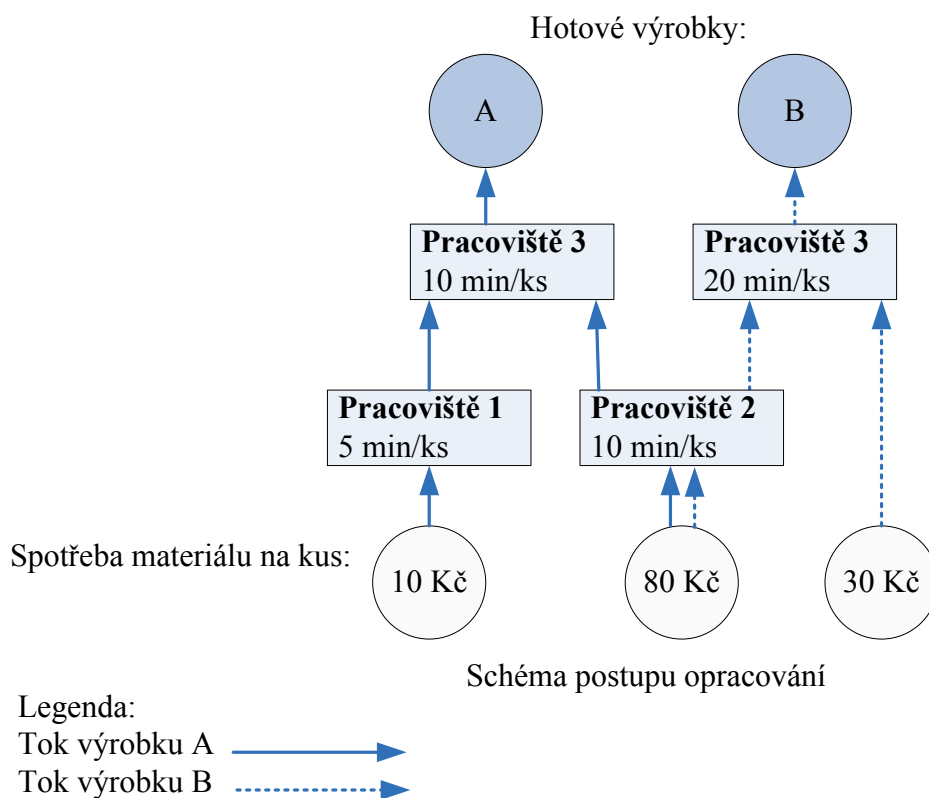 Hotové výrobky:
A
B
Pracoviště 3
10 min/ks
Pracoviště 3
20 min/ks
Pracoviště 1
5 min/ks
Pracoviště 2
10 min/ks
Spotřeba materiálu na kus:
10 Kč
80 Kč
30 Kč
Schéma postupu opracování
Legenda:
Tok výrobku A
Tok výrobku B